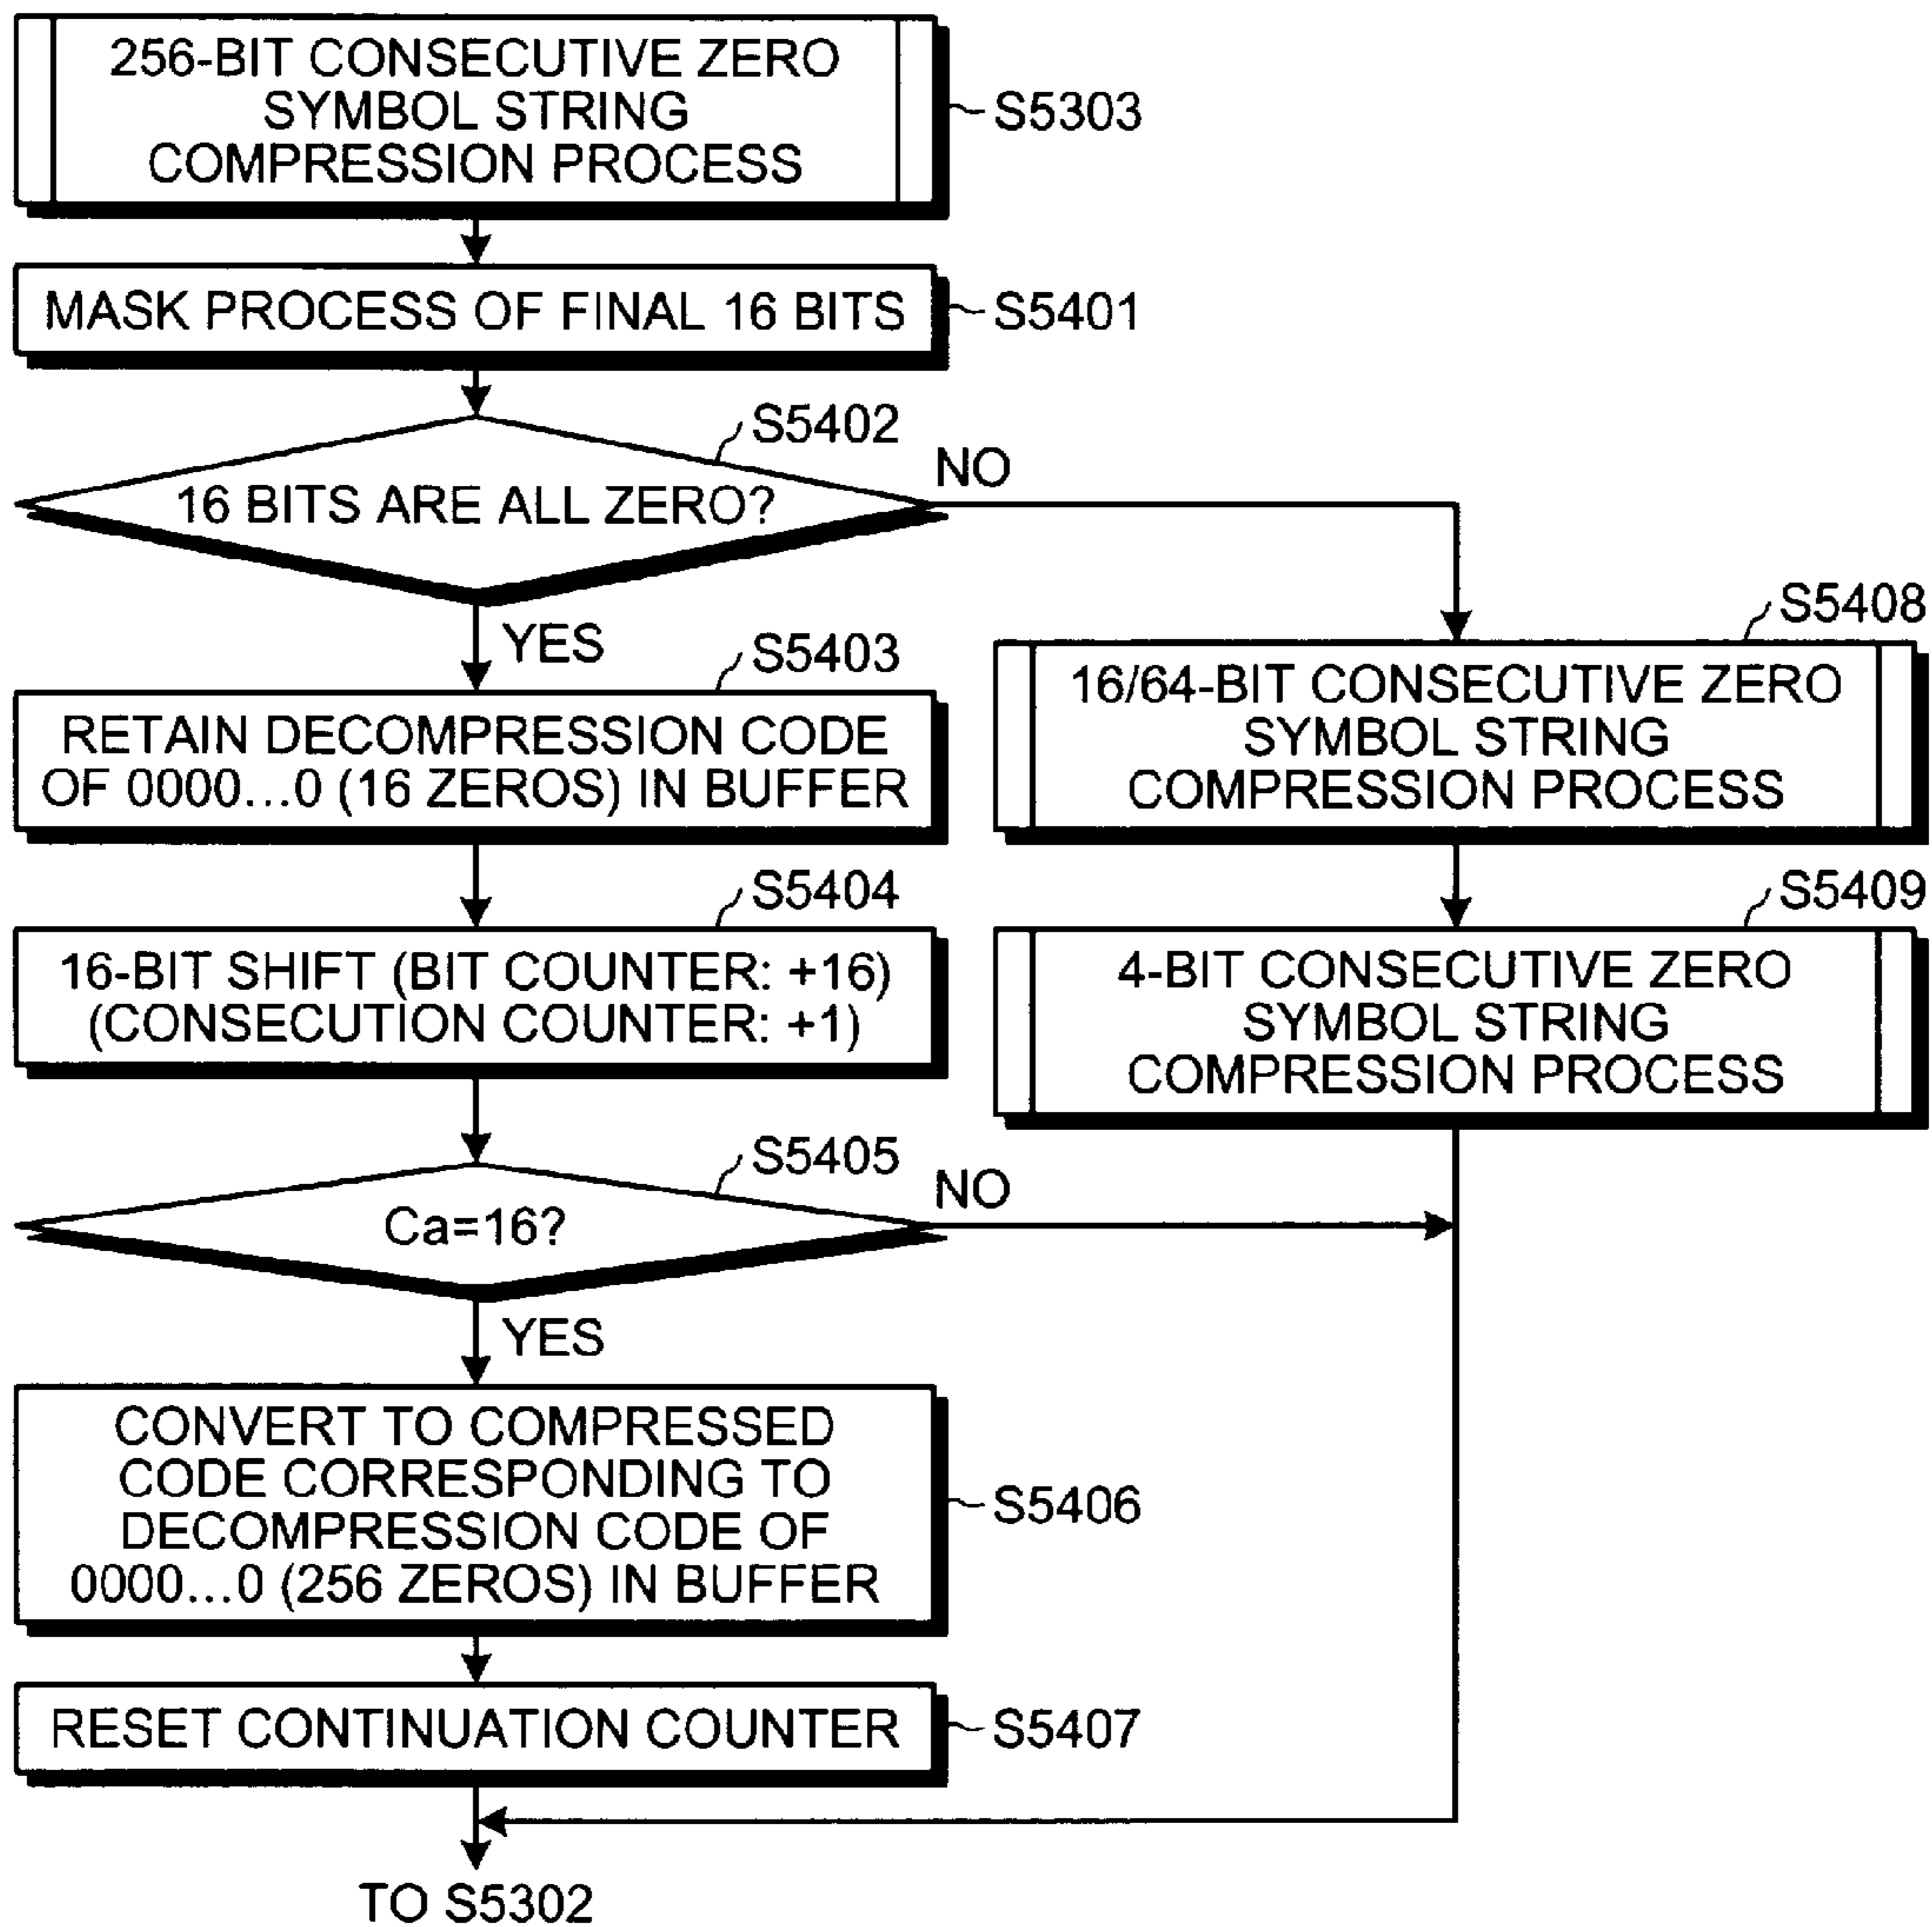 256-BIT CONSECUTIVE ZERO
SYMBOL STRING
COMPRESSION PROCESS
S5303
MASK PROCESS OF FINAL 16 BITS
S5401
S5402
16 BITS ARE ALL ZERO?
NO
YES
S5403
RETAIN DECOMPRESSION CODE
OF 0000...0 (16 ZEROS) IN BUFFER
S5408
16/64-BIT CONSECUTIVE ZERO
SYMBOL STRING
COMPRESSION PROCESS
S5404
16-BIT SHIFT (BIT COUNTER: +16)
(CONSECUTION COUNTER: +1)
S5409
4-BIT CONSECUTIVE ZERO
SYMBOL STRING
COMPRESSION PROCESS
S5405
Ca=16?
NO
YES
CONVERT TO COMPRESSED
CODE CORRESPONDING TO
DECOMPRESSION CODE OF
0000...0 (256 ZEROS) IN BUFFER
S5406
RESET CONTINUATION COUNTER
S5407
TO S5302